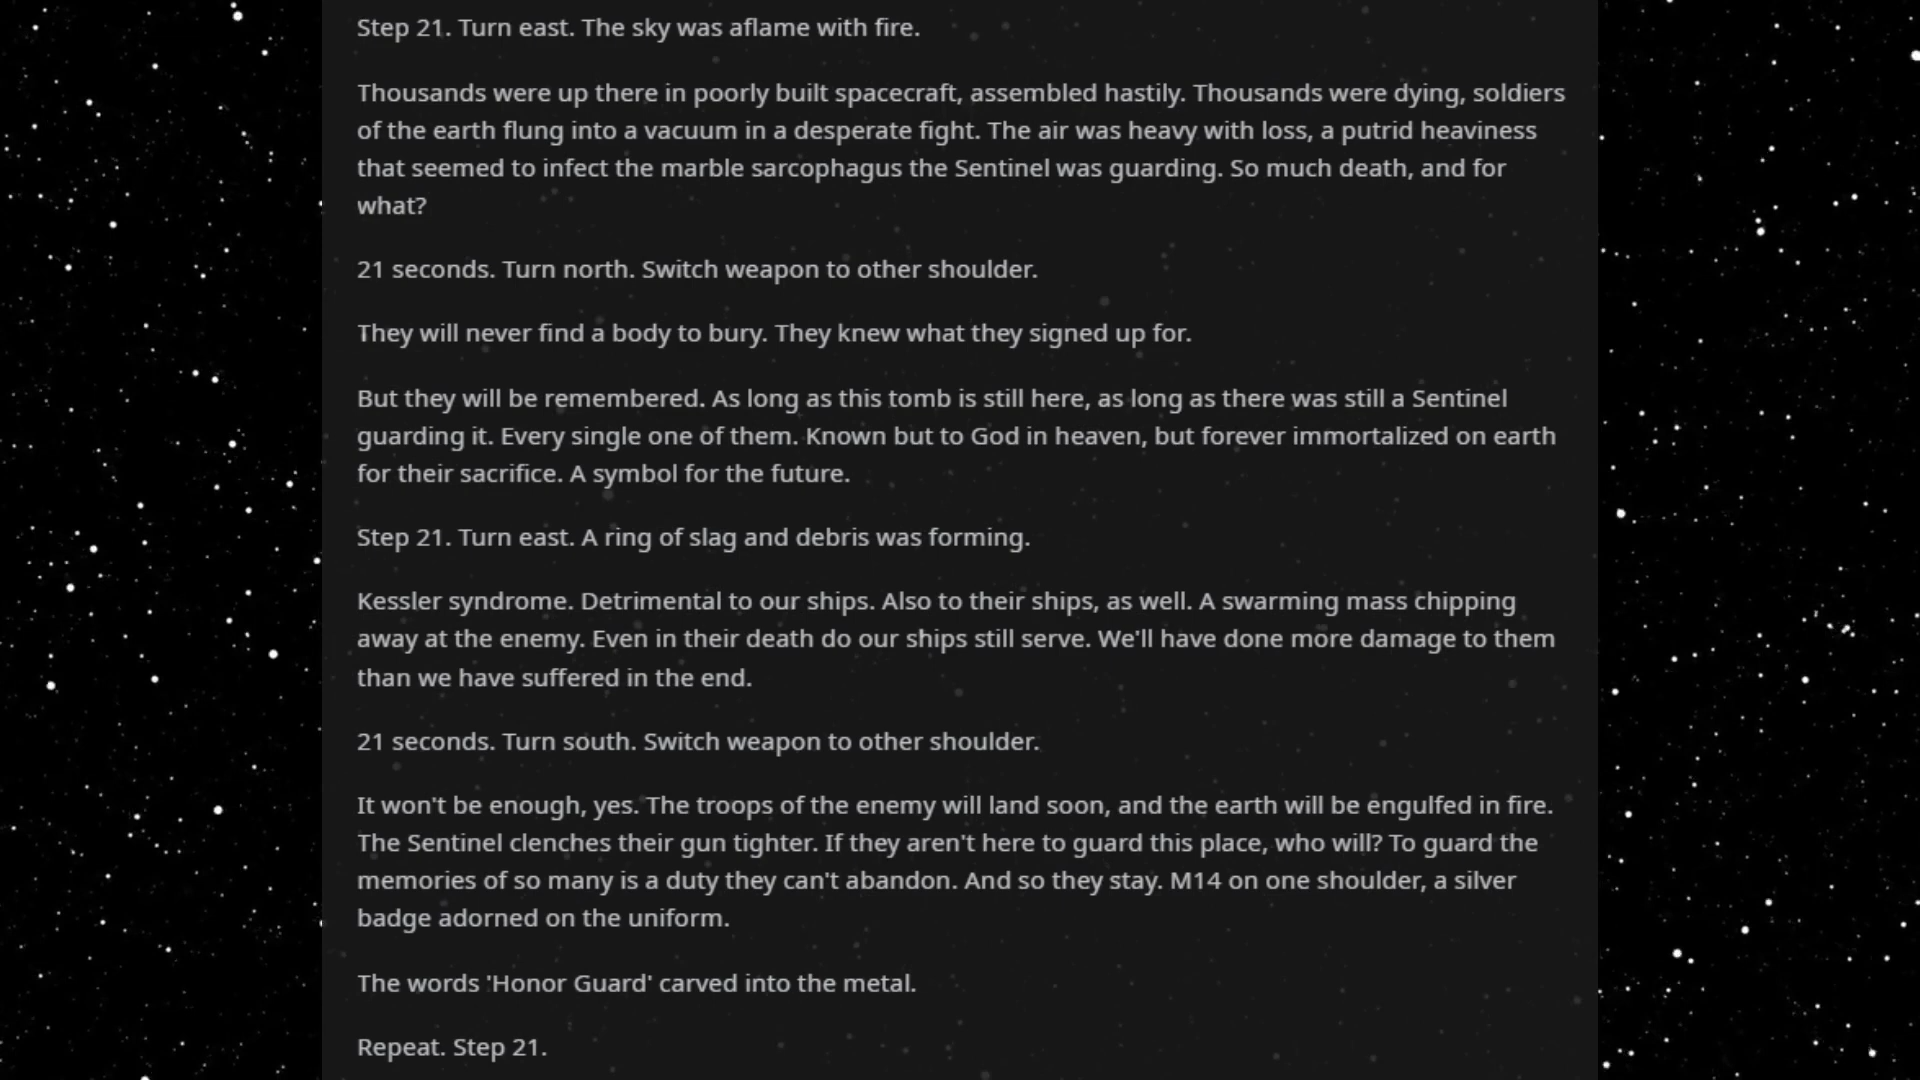 Step 21. Turn east. The sky was aflame with fire.
Thousands were up there in poorly built spacecraft, assembled hastily. Thousands were dying, soldiers
of the earth flung into a vacuum in a desperate fight. The air was heavy with loss, a putrid heaviness
that seemed to infect the marble sarcophagus the Sentinel was guarding. So much death, and for
what?
21 seconds. Turn north. Switch weapon to other shoulder.
They will never find a body to bury. They knew what they signed up for.
But they will be remembered. As long as this tomb is still here, as long as there was still a Sentinel
guarding it. Every single one of them. Known but to God in heaven, but forever immortalized on earth
for their sacrifice. A symbol for the future.
Step 21. Turn east. A ring of slag and debris was forming.
Kessler syndrome. Detrimental to our ships. Also to their ships, as well. A swarming mass chipping
away at the enemy. Even in their death do our ships still serve. We'll have done more damage to them
than we have suffered in the end.
21 seconds. Turn south. Switch weapon to other shoulder.
It won't be enough, yes. The troops of the enemy will land soon, and the earth will be engulfed in fire.
The Sentinel clenches their gun tighter. If they aren't here to guard this place, who will? To guard the
memories of so many is a duty they can't abandon. And so they stay. M14 on one shoulder, a silver
badge adorned on the uniform.
The words 'Honor Guard' carved into the metal.
Repeat. Step 21.